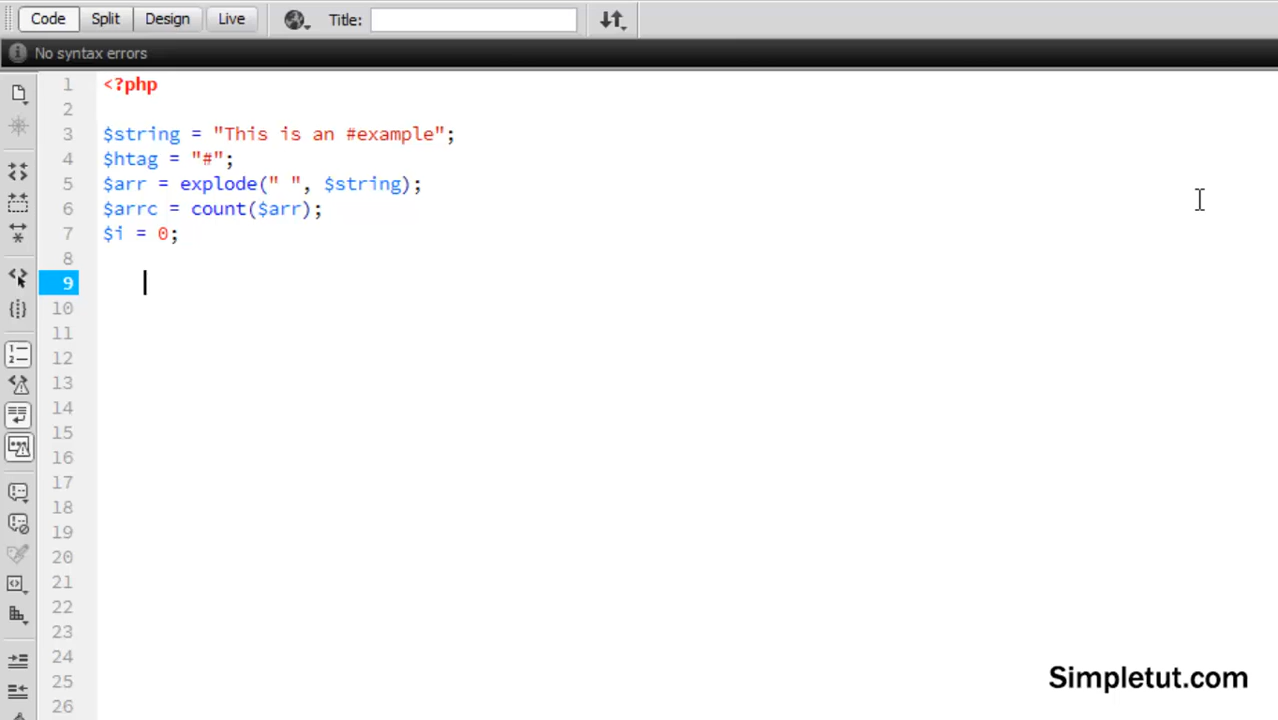 Code Split Design Live Title:
No syntax errors
1 <?php
2
3 $string = "This is an #example";
4 $htag = "#";
5 $arr = explode(" ", $string);
6 $arrc = count($arr);
7 $i = 0;
8
9
10
11
12
13
14
15
16
17
18
19
20
21
22
23
24
25
26
Simpletut.com